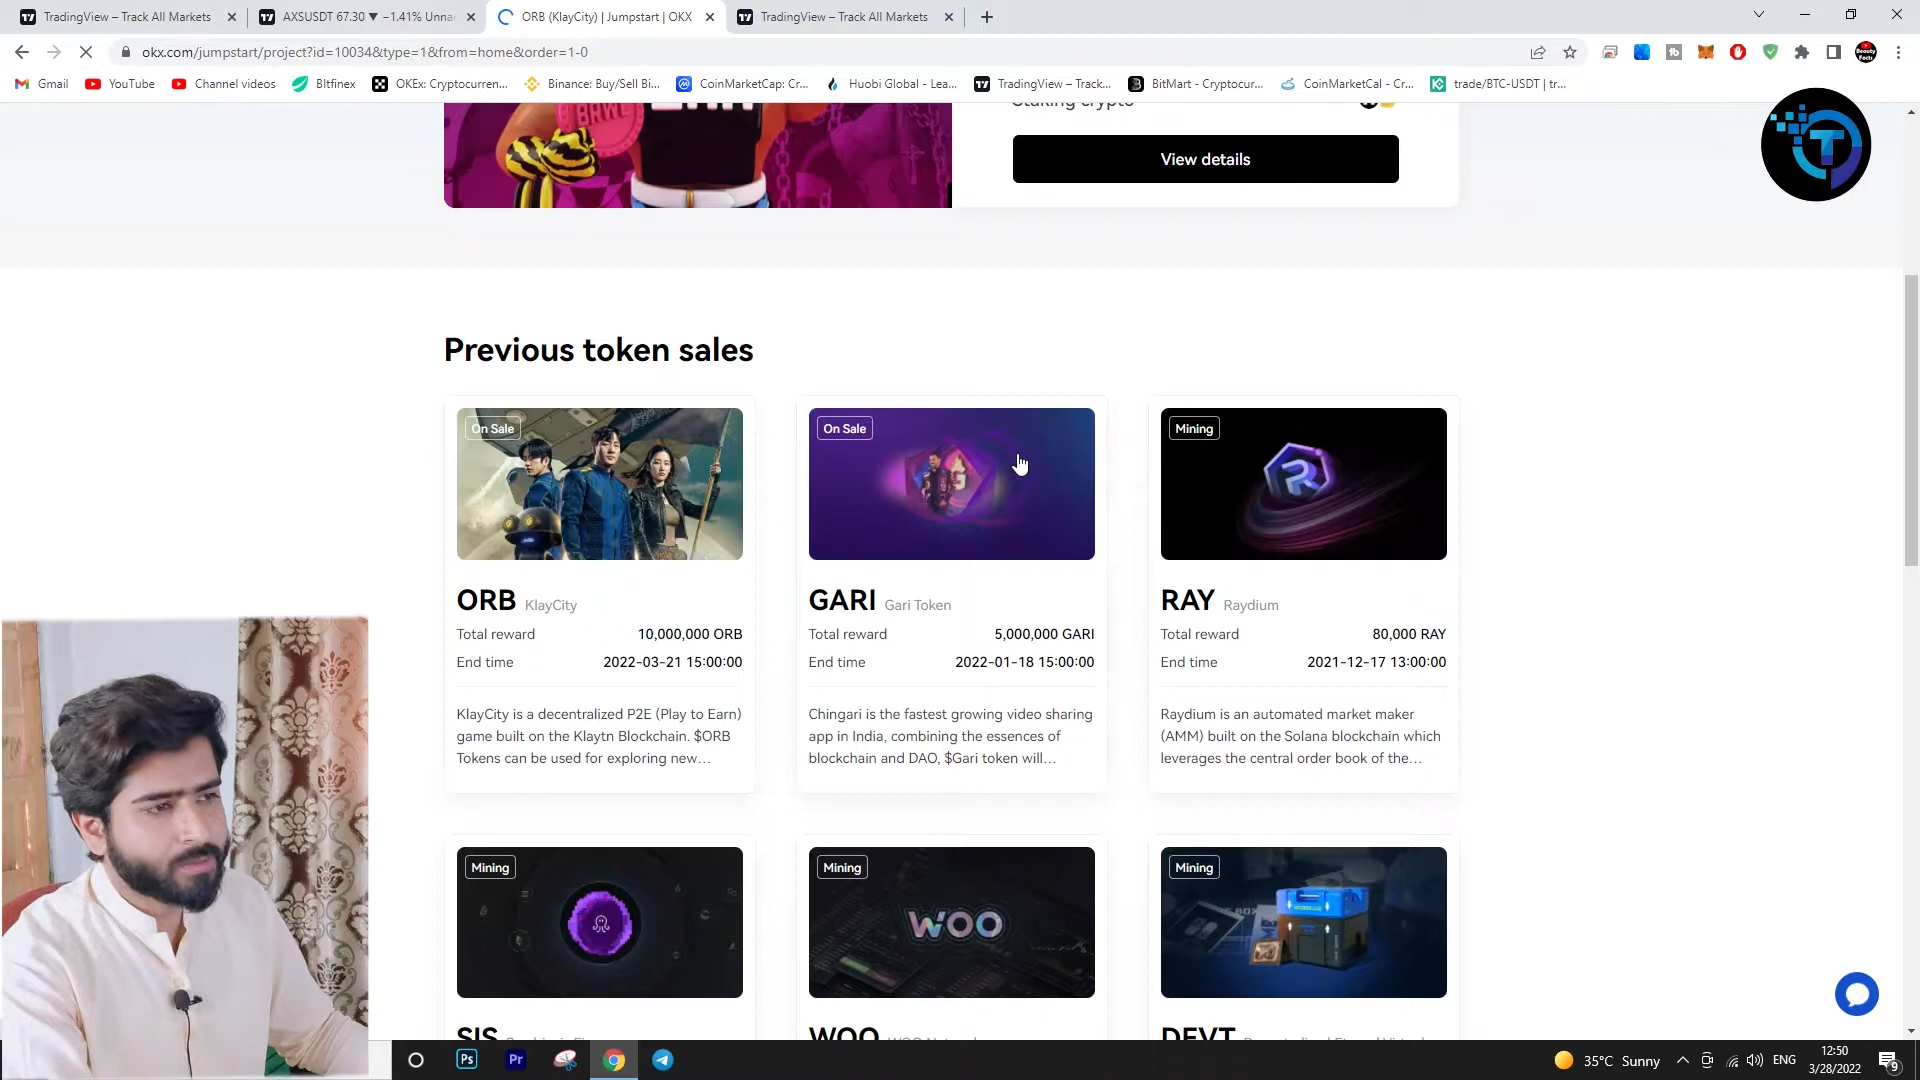 TradingView – Track All Markets
AXSUSDT 67.30 ▼ −1.41% Unna
ORB (KlayCity) | Jumpstart | OKX
TradingView – Track All Markets
okx.com/jumpstart/project?id=10034&type=1&from=home&order=1-0
Gmail
YouTube
Channel videos
BItfinex
OKEx: Cryptocurren...
Binance: Buy/Sell Bi...
CoinMarketCap: Cr...
Huobi Global - Lea...
TradingView – Track...
BitMart - Cryptocur...
CoinMarketCal - Cr...
trade/BTC-USDT | tr...
Staking crypto
BRWL
View details
Previous token sales
On Sale
On Sale
Mining
ORB KlayCity
GARI Gari Token
RAY Raydium
Total reward 10,000,000 ORB
Total reward 5,000,000 GARI
Total reward 80,000 RAY
End time 2022-03-21 15:00:00
End time 2022-01-18 15:00:00
End time 2021-12-17 13:00:00
KlayCity is a decentralized P2E (Play to Earn)
game built on the Klaytn Blockchain. $ORB
Tokens can be used for exploring new...
Chingari is the fastest growing video sharing
app in India, combining the essences of
blockchain and DAO, $Gari token will...
Raydium is an automated market maker
(AMM) built on the Solana blockchain which
leverages the central order book of the...
Mining
Mining
Mining
WOO
SIS
WOO
DEVT
Ps
Pr
35°C Sunny
ENG
12:50
3/28/2022
9